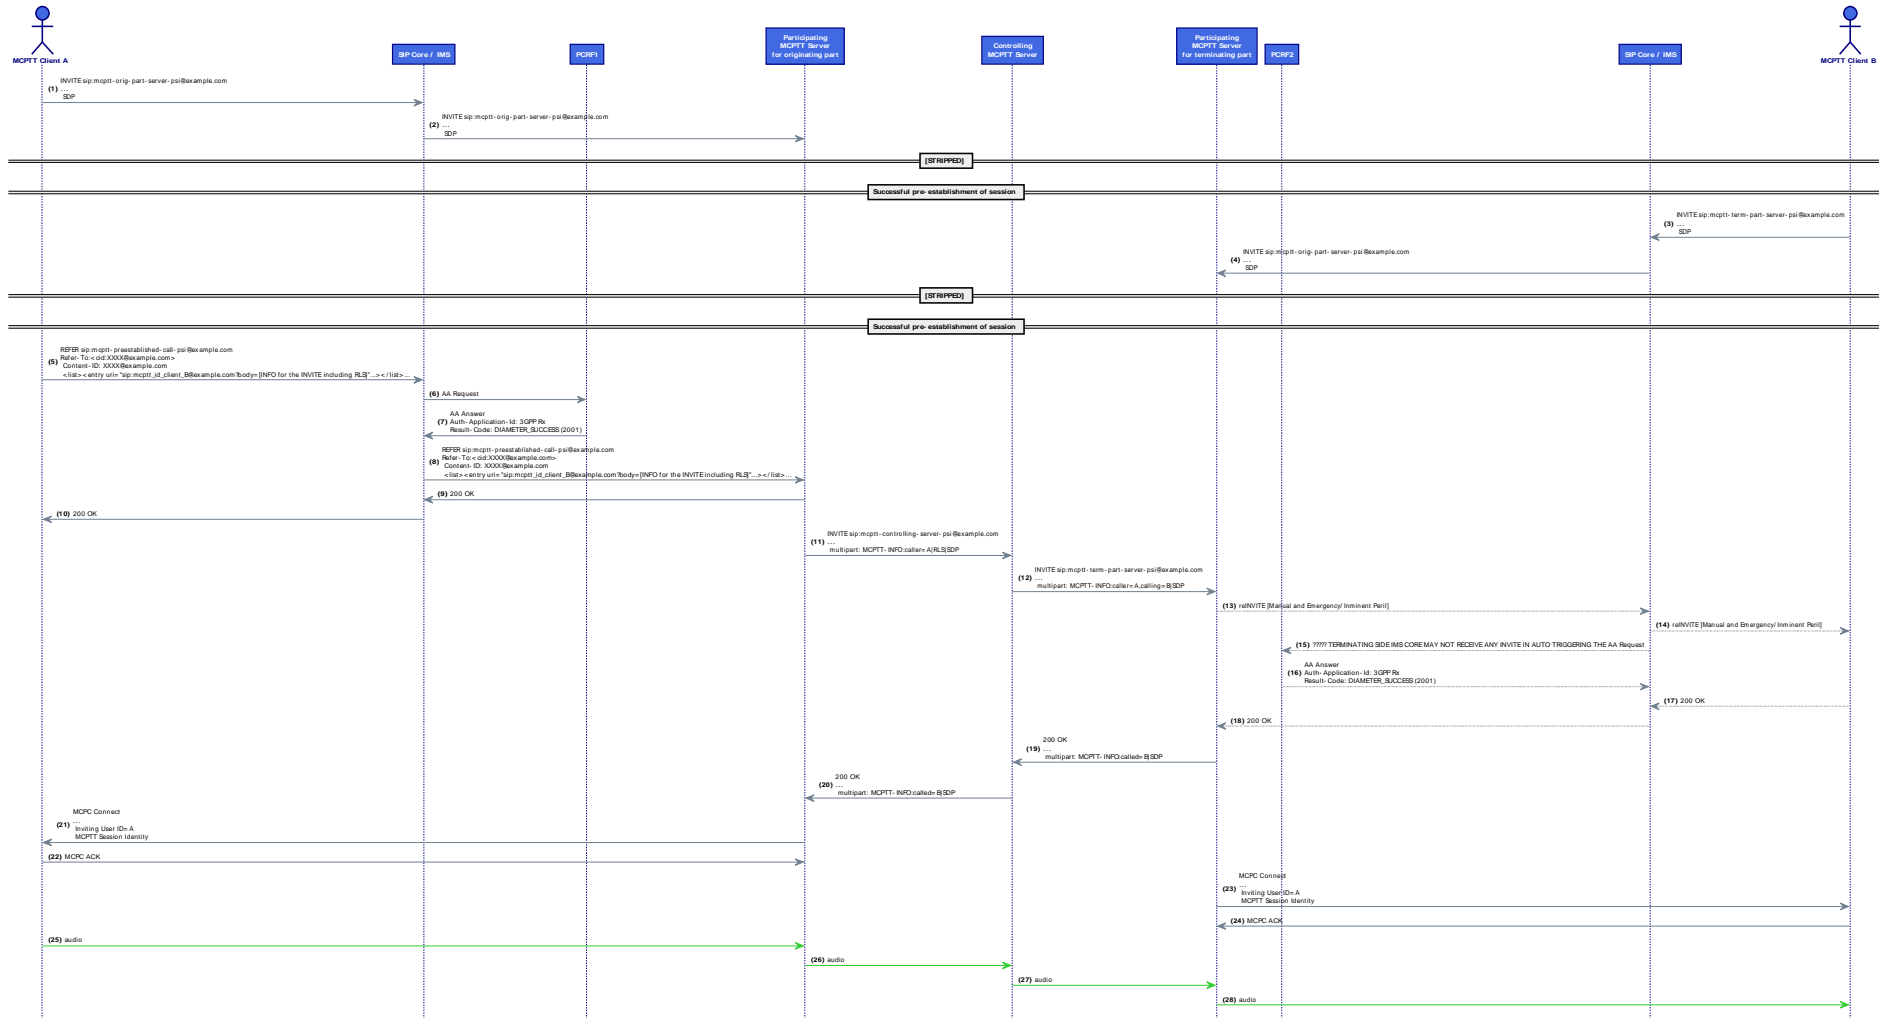 MCPTT Client A
SIP Core / IMS
PCRF1
Participating
MCPTT Server
for originating part
Controlling
MCPTT Server
Participating
MCPTT Server
for terminating part
PCRF2
SIP Core / IMS
MCPTT Client B
INVITE sip:mcptt-orig-part-server-psi@example.com
(1) ...
SDP
INVITE sip:mcptt-orig-part-server-psi@example.com
(2) ...
SDP
[STRIPPED]
Successful pre-establishment of session
INVITE sip:mcptt-term-part-server-psi@example.com
(3) ...
SDP
INVITE sip:mcptt-orig-part-server-psi@example.com
(4) ...
SDP
[STRIPPED]
Successful pre-establishment of session
REFER sip:mcptt-preestablished-call-psi@example.com
Refer-To:<cid:XXXX@example.com>
(5) Content-ID: XXXX@example.com
<list><entry uri="sip:mcptt_id_client_B@example.com?body=[INFO for the INVITE including RLS]"...></list>...
(6) AA Request
AA Answer
(7) Auth-Application-Id: 3GPP Rx
Result-Code: DIAMETER_SUCCESS (2001)
REFER sip:mcptt-preestablished-call-psi@example.com
Refer-To:<cid:XXXX@example.com>
(8) Content-ID: XXXX@example.com
<list><entry uri="sip:mcptt_id_client_B@example.com?body=[INFO for the INVITE including RLS]"...></list>...
(9) 200 OK
(10) 200 OK
INVITE sip:mcptt-controlling-server-psi@example.com
(11) ...
multipart: MCPTT-INFO:caller=A|RLS|SDP
INVITE sip:mcptt-term-part-server-psi@example.com
(12) ...
multipart: MCPTT-INFO:caller=A,calling=B|SDP
(13) reINVITE [Manual and Emergency/Inminent Peril]
(14) reINVITE [Manual and Emergency/Inminent Peril]
(15) ????? TERMINATING SIDE IMS CORE MAY NOT RECEIVE ANY INVITE IN AUTO TRIGGERING THE AA Request
AA Answer
(16) Auth-Application-Id: 3GPP Rx
Result-Code: DIAMETER_SUCCESS (2001)
(17) 200 OK
(18) 200 OK
200 OK
(19) ...
multipart: MCPTT-INFO:called=B|SDP
200 OK
(20) ...
multipart: MCPTT-INFO:called=B|SDP
MCPC Connect
(21) ...
Inviting User ID=A
MCPTT Session Identity
(22) MCPC ACK
MCPC Connect
(23) ...
Inviting User ID=A
MCPTT Session Identity
(24) MCPC ACK
(25) audio
(26) audio
(27) audio
(28) audio